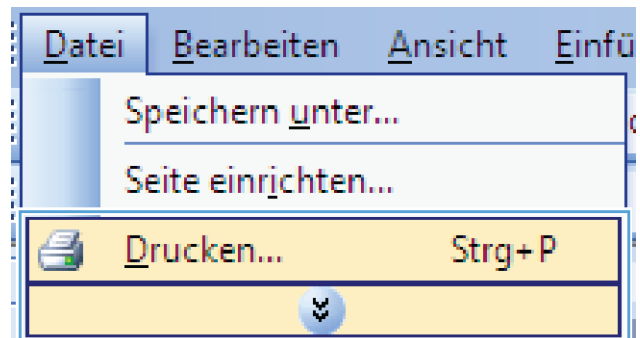 Datei Bearbeiten Ansicht Einfü
Speichern unter...
Seite einrichten...
Drucken... Strg+P